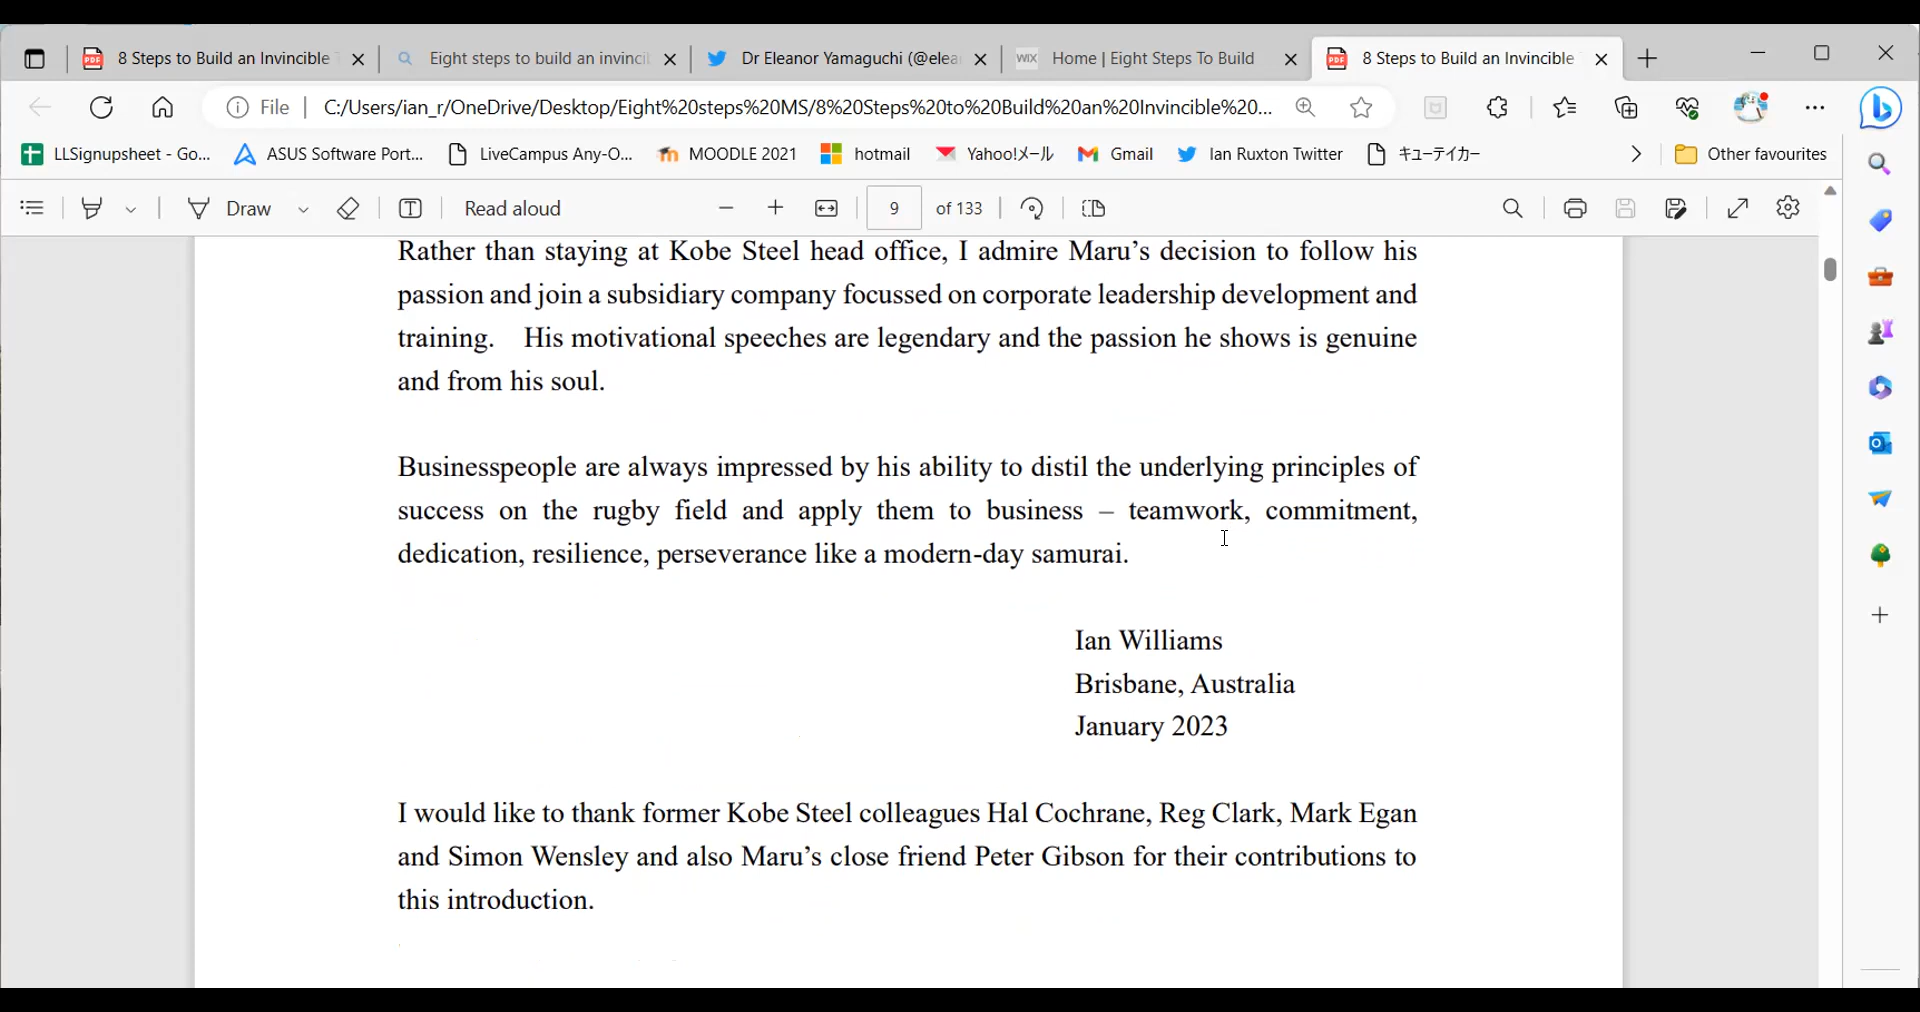 8 Steps to Build an Invincible
Eight steps to build an invinci
Dr Eleanor Yamaguchi (@elea
WIX Home | Eight Steps To Build
8 Steps to Build an Invincible
File C:/Users/ian_r/OneDrive/Desktop/Eight%20steps%20MS/8%20Steps%20to%20Build%20an%20Invincible%20...
LLSignupsheet - Go... ASUS Software Port... LiveCampus Any-O... MOODLE 2021 hotmail Yahoo!メール Gmail Ian Ruxton Twitter キューテイカー Other favourites
Draw Read aloud 9 of 133
Rather than staying at Kobe Steel head office, I admire Maru’s decision to follow his
passion and join a subsidiary company focussed on corporate leadership development and
training. His motivational speeches are legendary and the passion he shows is genuine
and from his soul.
Businesspeople are always impressed by his ability to distil the underlying principles of
success on the rugby field and apply them to business – teamwork, commitment,
dedication, resilience, perseverance like a modern-day samurai.
Ian Williams
Brisbane, Australia
January 2023
I would like to thank former Kobe Steel colleagues Hal Cochrane, Reg Clark, Mark Egan
and Simon Wensley and also Maru’s close friend Peter Gibson for their contributions to
this introduction.